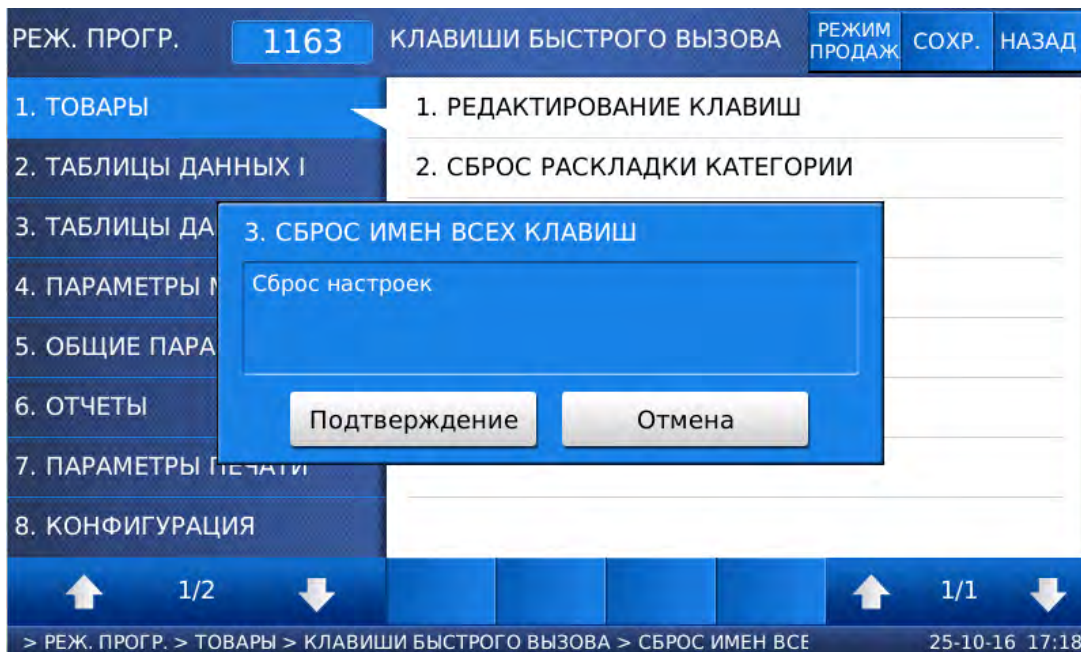 РЕЖ. ПРОГР.
1163
КЛАВИШИ БЫСТРОГО ВЫЗОВА
РЕЖИМ
ПРОДАЖ
СОХР.
НАЗАД
1. ТОВАРЫ
2. ТАБЛИЦЫ ДАННЫХ I
3. ТАБЛИЦЫ ДА
4. ПАРАМЕТРЫ
5. ОБЩИЕ ПАРА
6. ОТЧЕТЫ
7. ПАРАМЕТРЫ ПЕЧАТИ
8. КОНФИГУРАЦИЯ
1. РЕДАКТИРОВАНИЕ КЛАВИШ
2. СБРОС РАСКЛАДКИ КАТЕГОРИИ
3. СБРОС ИМЕН ВСЕХ КЛАВИШ
Сброс настроек
Подтверждение
Отмена
1/2
1/1
> РЕЖ. ПРОГР. > ТОВАРЫ > КЛАВИШИ БЫСТРОГО ВЫЗОВА > СБРОС ИМЕН ВСЕ
25-10-16 17:18